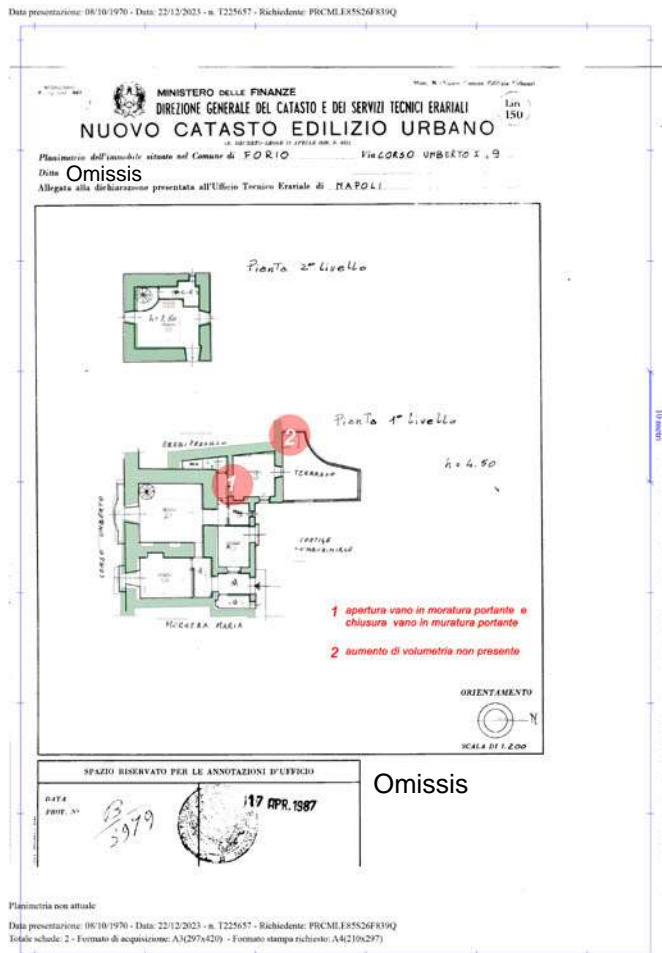 Data presentazione: 08/10/1970 - Data: 22/12/2023 - n. T225657 - Richiedente: PRCMLE85S26F839Q
MINISTERO DELLE FINANZE
Lire 150
DIREZIONE GENERALE DEL CATASTO E DEI SERVIZI TECNICI ERARIALI
NUOVO CATASTO EDILIZIO URBANO
Planimetria dell'immobile situato nel Comune di FORIO Via CORSO UMBERTO I, 9
Ditta Omissis
Allegata alla dichiarazione presentata all'Ufficio Tecnico Erariale di NAPOLI
Pianta 2° Livello
Pianta 1° Livello
2
h = 4.50
TERRAZZO
1
CORSO UMBERTO
CORTILE
MARIA
1 apertura vano in moratura portante e
chiusura vano in muratura portante
2 aumento di volumetria non presente
ORIENTAMENTO
N
SCALA DI 1:200
10 metri
SPAZIO RISERVATO PER LE ANNOTAZIONI D'UFFICIO
Omissis
DATA
PROT. N°
17 APR. 1987
Planimetria non attuale
Data presentazione: 08/10/1970 - Data: 22/12/2023 - n. T225657 - Richiedente: PRCMLE85S26F839Q
Totale schede: 2 - Formato di acquisizione: A3(297x420) - Formato stampa richiesto: A4(210x297)